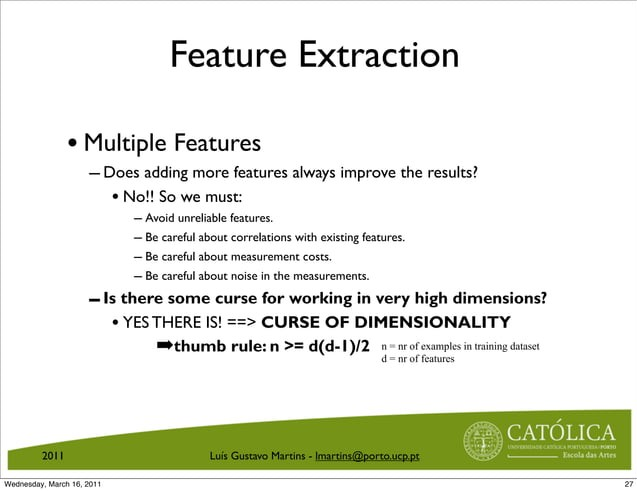 Feature Extraction
• Multiple Features
– Does adding more features always improve the results?
• No!! So we must:
– Avoid unreliable features.
– Be careful about correlations with existing features.
– Be careful about measurement costs.
– Be careful about noise in the measurements.
– Is there some curse for working in very high dimensions?
• YES THERE IS! ==> CURSE OF DIMENSIONALITY
➡thumb rule: n >= d(d-1)/2
n = nr of examples in training dataset
d = nr of features
CATÓLICA
UNIVERSIDADE CATÓLICA PORTUGUESA | PORTO
Escola das Artes
2011
Luís Gustavo Martins - lmartins@porto.ucp.pt
Wednesday, March 16, 2011
27